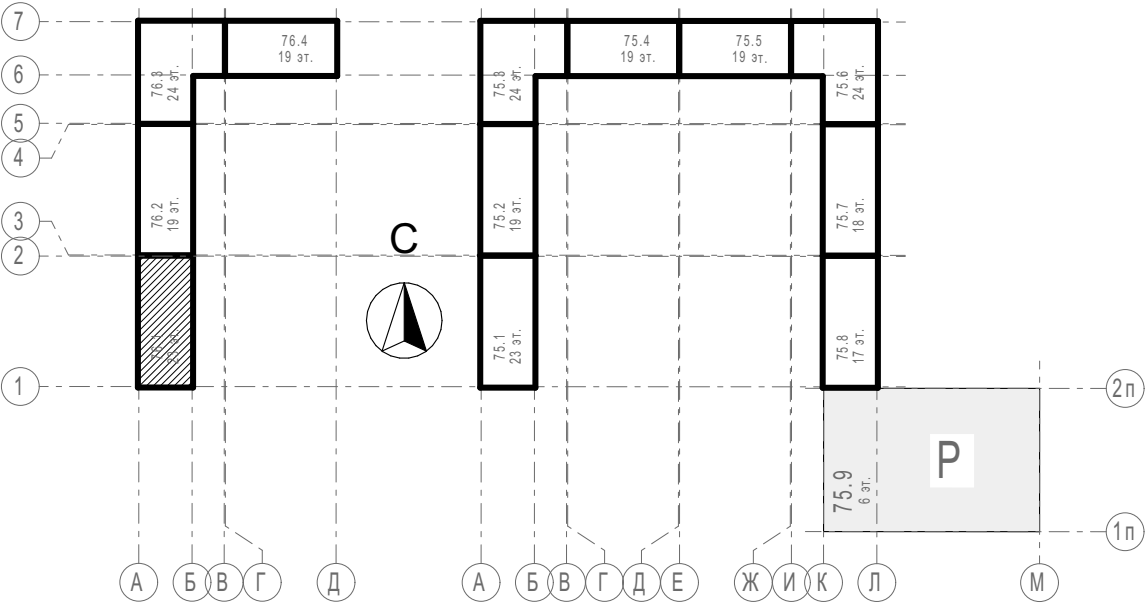 7
76.4
19 эт.
75.4
19 эт.
75.5
19 эт.
6
76.3
24 эт.
75.3
24 эт.
75.6
24 эт.
5
4
76.2
19 эт.
75.2
19 эт.
75.7
18 эт.
3
2
С
76.1
23 эт.
75.1
23 эт.
75.8
17 эт.
1
2п
75.9
6 эт.
P
1п
А
Б
В
Г
Д
А
Б
В
Г
Д
Е
Ж
И
К
Л
М